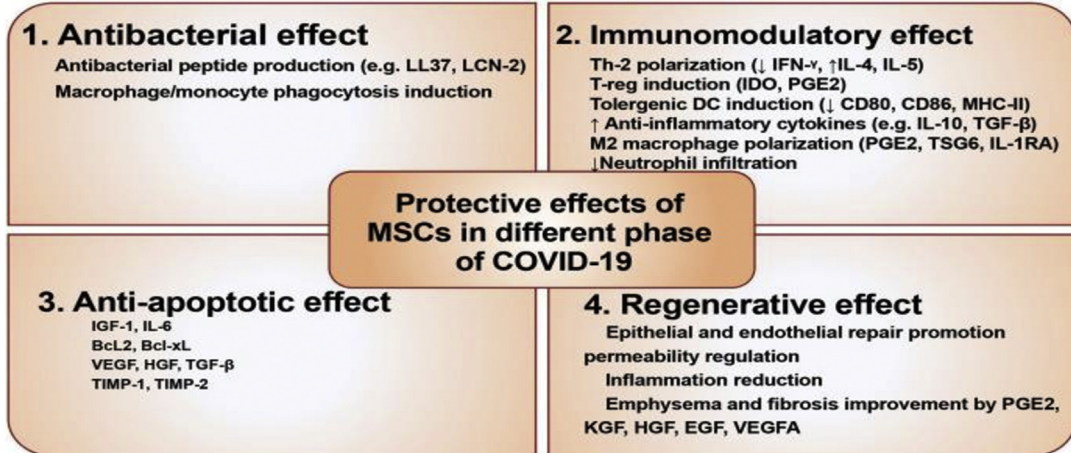 1. Antibacterial effect
Antibacterial peptide production (e.g. LL37, LCN-2)
Macrophage/monocyte phagocytosis induction
2. Immunomodulatory effect
Th-2 polarization (↓ IFN-γ, ↑IL-4, IL-5)
T-reg induction (IDO, PGE2)
Tolergenic DC induction (↓ CD80, CD86, MHC-II)
↑ Anti-inflammatory cytokines (e.g. IL-10, TGF-β)
M2 macrophage polarization (PGE2, TSG6, IL-1RA)
↓Neutrophil infiltration
Protective effects of
MSCs in different phase
of COVID-19
3. Anti-apoptotic effect
IGF-1, IL-6
BcL2, Bcl-xL
VEGF, HGF, TGF-β
TIMP-1, TIMP-2
4. Regenerative effect
Epithelial and endothelial repair promotion
permeability regulation
Inflammation reduction
Emphysema and fibrosis improvement by PGE2,
KGF, HGF, EGF, VEGFA